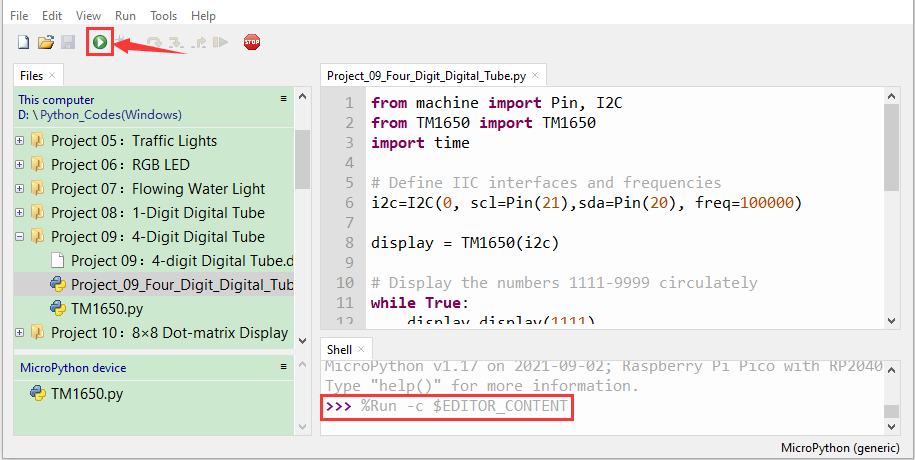 File Edit View Run Tools Help
STOP
Files ×
This computer
D: \ Python_Codes(Windows)
Project 05：Traffic Lights
Project 06：RGB LED
Project 07：Flowing Water Light
Project 08：1-Digit Digital Tube
Project 09：4-Digit Digital Tube
Project 09：4-digit Digital Tube.d
Project_09_Four_Digit_Digital_Tub
TM1650.py
Project 10：8×8 Dot-matrix Display
MicroPython device
TM1650.py
Project_09_Four_Digit_Digital_Tube.py ×
1 from machine import Pin, I2C
2 from TM1650 import TM1650
3 import time
4
5 # Define IIC interfaces and frequencies
6 i2c=I2C(0, scl=Pin(21),sda=Pin(20), freq=100000)
7
8 display = TM1650(i2c)
9
10 # Display the numbers 1111-9999 circulately
11 while True:
12 display.display(1111)
Shell ×
MicroPython v1.17 on 2021-09-02; Raspberry Pi Pico with RP2040
Type "help()" for more information.
>>> %Run -c $EDITOR_CONTENT
MicroPython (generic)